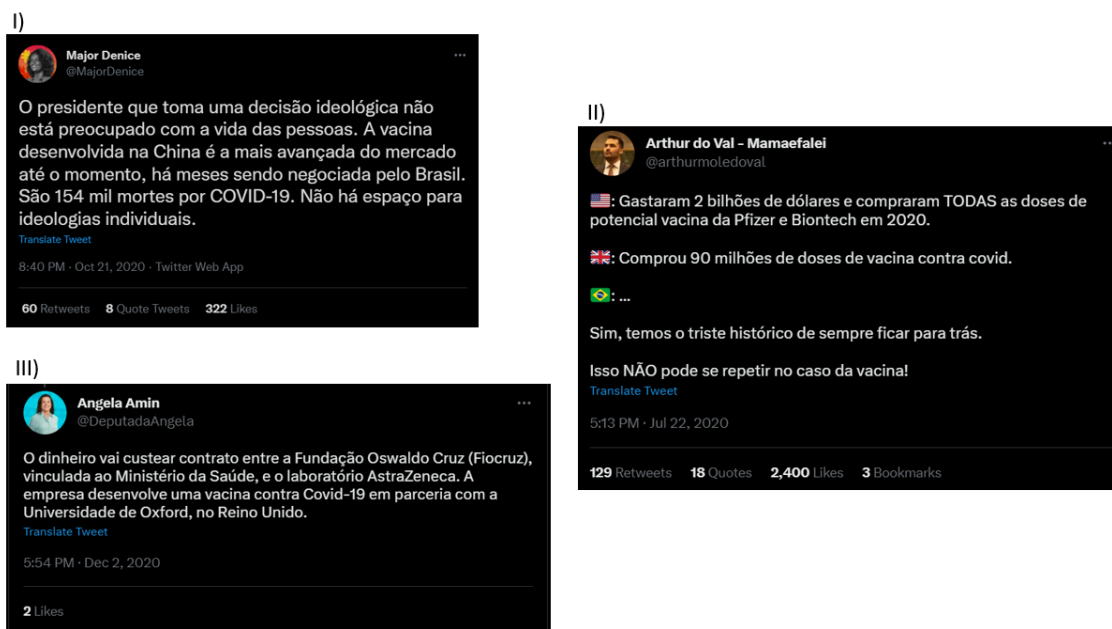 I)
Major Denice
@MajorDenice
O presidente que toma uma decisão ideológica não
está preocupado com a vida das pessoas. A vacina
desenvolvida na China é a mais avançada do mercado
até o momento, há meses sendo negociada pelo Brasil.
São 154 mil mortes por COVID-19. Não há espaço para
ideologias individuais.
Translate Tweet
8:40 PM · Oct 21, 2020 · Twitter Web App
60 Retweets 8 Quote Tweets 322 Likes
II)
Arthur do Val - Mamaefalei
@arthurmoledoval
🇺🇸: Gastaram 2 bilhões de dólares e compraram TODAS as doses de
potencial vacina da Pfizer e Biontech em 2020.
🇬🇧: Comprou 90 milhões de doses de vacina contra covid.
🇧🇷: ...
Sim, temos o triste histórico de sempre ficar para trás.
Isso NÃO pode se repetir no caso da vacina!
Translate Tweet
5:13 PM · Jul 22, 2020
129 Retweets 18 Quotes 2,400 Likes 3 Bookmarks
III)
Angela Amin
@DeputadaAngela
O dinheiro vai custear contrato entre a Fundação Oswaldo Cruz (Fiocruz),
vinculada ao Ministério da Saúde, e o laboratório AstraZeneca. A
empresa desenvolve uma vacina contra Covid-19 em parceria com a
Universidade de Oxford, no Reino Unido.
Translate Tweet
5:54 PM · Dec 2, 2020
2 Likes